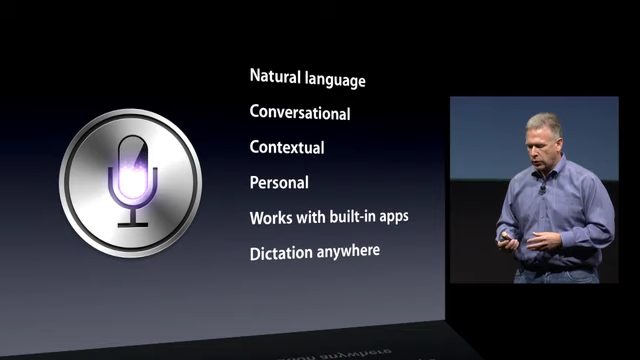 Natural language
Conversational
Contextual
Personal
Works with built-in apps
Dictation anywhere